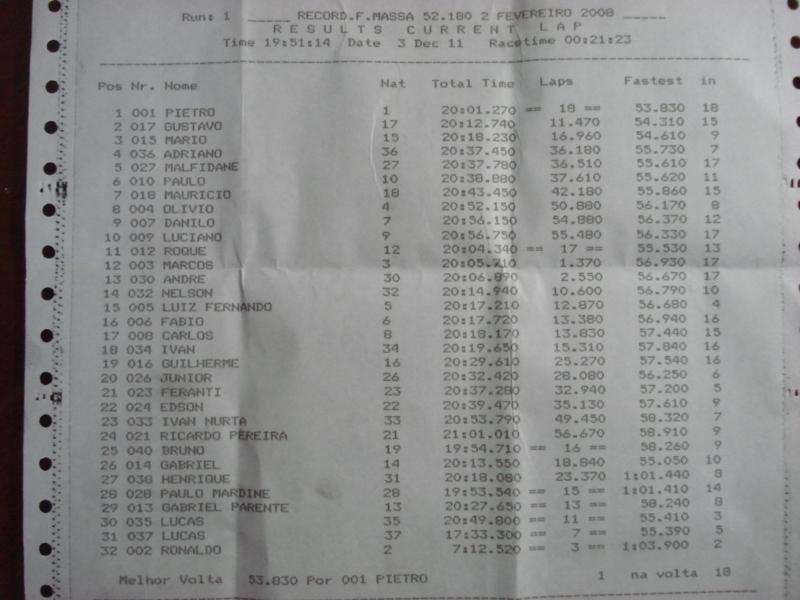 Run: 1 _____ RECORD.F.MASSA 52.180 2 FEVEREIRO 2008 _____
R E S U L T S   C U R R E N T   L A P
Time 19:51:14 Date 3 Dec 11 Racetime 00:21:23
Pos Nr. Nome Nat Total Time Laps Fastest in
1 001 PIETRO 1 20:01.270 == 18 == 53.830 18
2 017 GUSTAVO 17 20:12.740 11.470 54.310 15
3 015 MARIO 15 20:18.230 16.960 54.610 9
4 036 ADRIANO 36 20:37.450 36.180 55.730 7
5 027 MALFIDANE 27 20:37.780 36.510 55.610 17
6 010 PAULO 10 20:38.880 37.610 55.620 11
7 018 MAURICIO 18 20:43.450 42.180 55.860 15
8 004 OLIVIO 4 20:52.150 50.880 56.170 8
9 007 DANILO 7 20:56.150 54.880 56.370 12
10 009 LUCIANO 9 20:56.750 55.480 56.330 17
11 012 ROQUE 12 20:04.340 == 17 == 55.530 13
12 003 MARCOS 3 20:05.710 1.370 56.930 17
13 030 ANDRE 30 20:06.890 2.550 56.670 17
14 032 NELSON 32 20:14.940 10.600 56.790 10
15 005 LUIZ FERNANDO 5 20:17.210 12.870 56.680 4
16 006 FABIO 6 20:17.720 13.380 56.940 16
17 008 CARLOS 8 20:18.170 13.830 57.440 15
18 034 IVAN 34 20:19.650 15.310 57.840 16
19 016 GUILHERME 16 20:29.610 25.270 57.540 16
20 026 JUNIOR 26 20:32.420 28.080 56.250 6
21 023 FERANTI 23 20:37.280 32.940 57.200 5
22 024 EDSON 22 20:39.470 35.130 57.610 9
23 033 IVAN NURTA 33 20:53.790 49.450 58.320 7
24 021 RICARDO PEREIRA 21 21:01.010 56.670 58.910 9
25 040 BRUNO 19 19:54.710 == 16 == 58.260 9
26 014 GABRIEL 14 20:13.550 18.840 55.050 10
27 038 HENRIQUE 31 20:18.080 23.370 1:01.440 8
28 028 PAULO MARDINE 28 19:53.540 == 15 == 1:01.410 14
29 013 GABRIEL PARENTE 13 20:27.650 == 13 == 58.240 8
30 035 LUCAS 35 20:49.800 == 11 == 55.410 3
31 037 LUCAS 37 17:33.300 == 7 == 55.390 5
32 002 RONALDO 2 7:12.520 == 3 == 1:03.900 2
Melhor Volta 53.830 Por 001 PIETRO 1 na volta 18